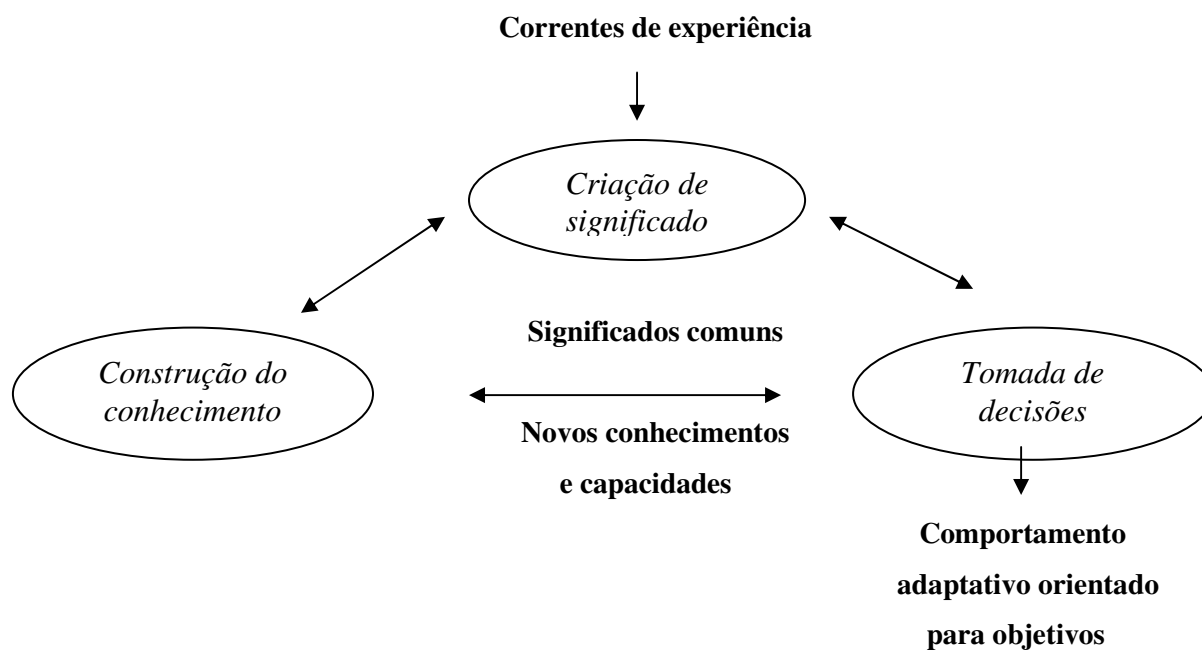 Correntes de experiência
Criação de
significado
Significados comuns
Construção do
conhecimento
Tomada de
decisões
Novos conhecimentos
e capacidades
Comportamento
adaptativo orientado
para objetivos